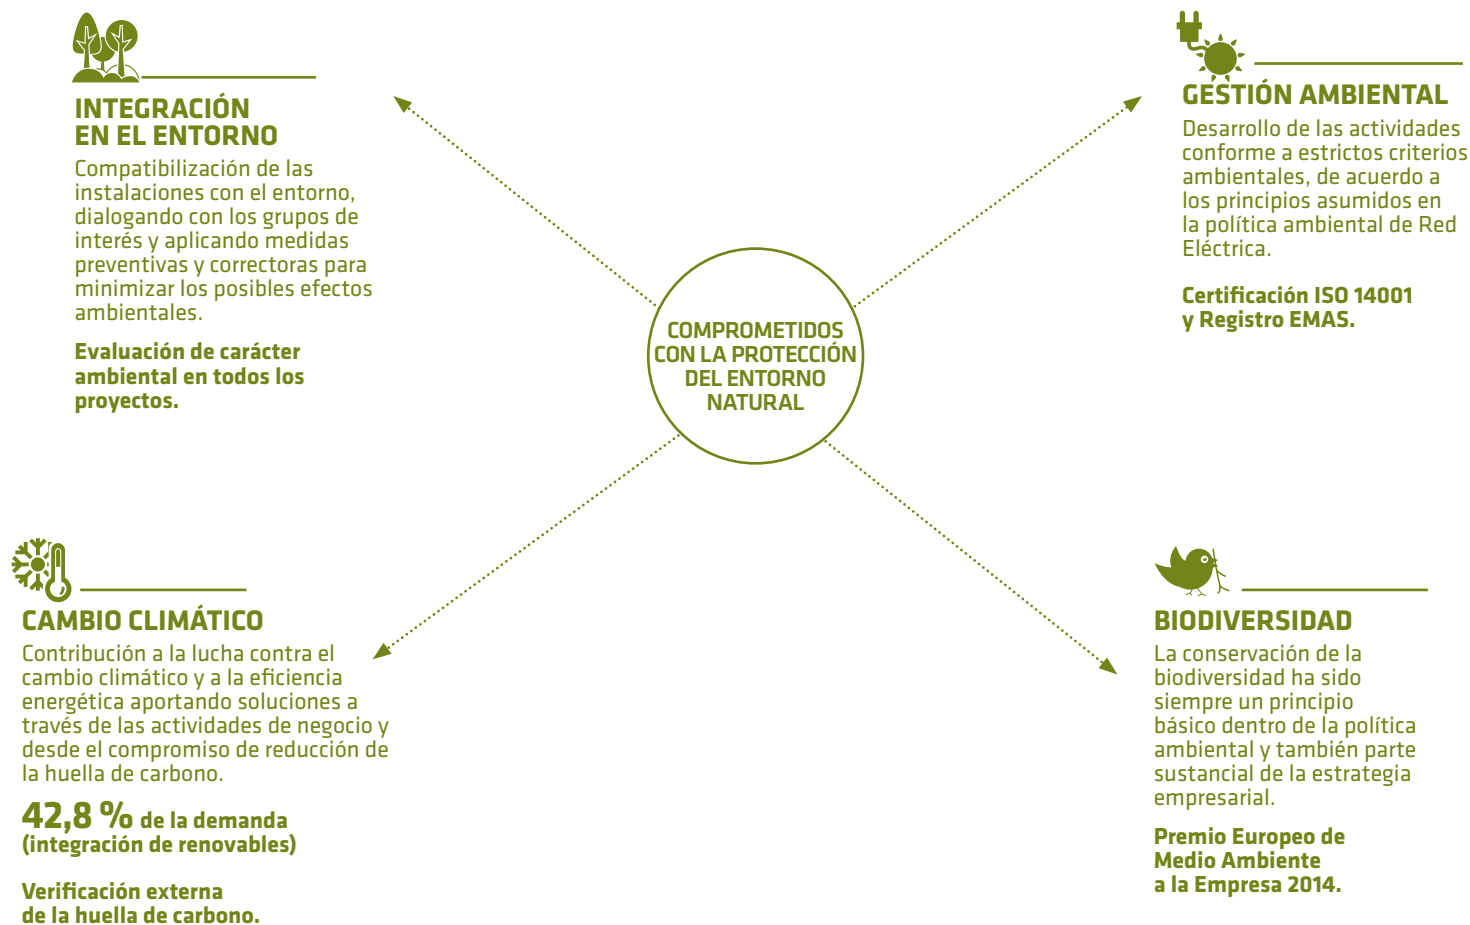 INTEGRACIÓN
EN EL ENTORNO
Compatibilización de las
instalaciones con el entorno,
dialogando con los grupos de
interés y aplicando medidas
preventivas y correctoras para
minimizar los posibles efectos
ambientales.
Evaluación de carácter
ambiental en todos los
proyectos.
GESTIÓN AMBIENTAL
Desarrollo de las actividades
conforme a estrictos criterios
ambientales, de acuerdo a
los principios asumidos en
la política ambiental de Red
Eléctrica.
Certificación ISO 14001
y Registro EMAS.
COMPROMETIDOS
CON LA PROTECCIÓN
DEL ENTORNO
NATURAL
CAMBIO CLIMÁTICO
Contribución a la lucha contra el
cambio climático y a la eficiencia
energética aportando soluciones a
través de las actividades de negocio y
desde el compromiso de reducción de
la huella de carbono.
42,8 % de la demanda
(integración de renovables)
Verificación externa
de la huella de carbono.
BIODIVERSIDAD
La conservación de la
biodiversidad ha sido
siempre un principio
básico dentro de la política
ambiental y también parte
sustancial de la estrategia
empresarial.
Premio Europeo de
Medio Ambiente
a la Empresa 2014.